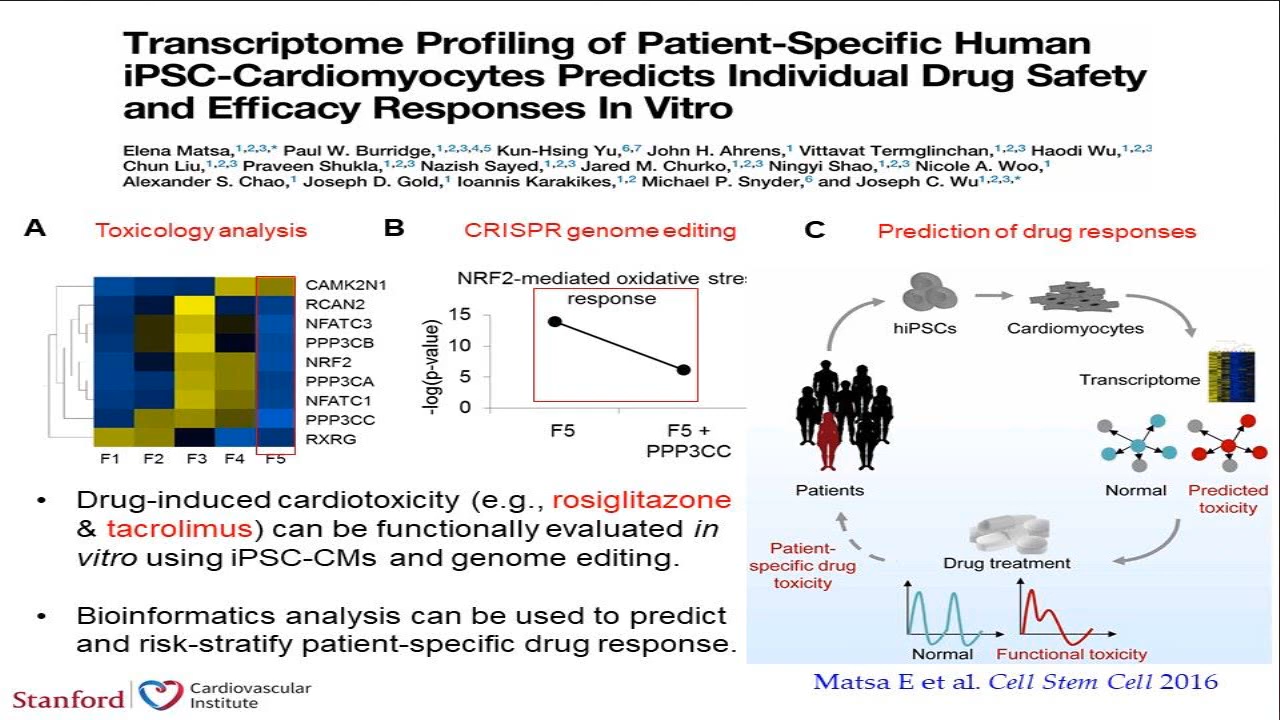 Transcriptome Profiling of Patient-Specific Human
iPSC-Cardiomyocytes Predicts Individual Drug Safety
and Efficacy Responses In Vitro
Elena Matsa,1,2,3,* Paul W. Burridge,1,2,3,4,5 Kun-Hsing Yu,6,7 John H. Ahrens,1 Vittavat Termglinchan,1,2,3 Haodi Wu,1,2,3
Chun Liu,1,2,3 Praveen Shukla,1,2,3 Nazish Sayed,1,2,3 Jared M. Churko,1,2,3 Ningyi Shao,1,2,3 Nicole A. Woo,1
Alexander S. Chao,1 Joseph D. Gold,1 Ioannis Karakikes,1,2 Michael P. Snyder,6 and Joseph C. Wu1,2,3,*
A Toxicology analysis
CAMK2N1
RCAN2
NFATC3
PPP3CB
NRF2
PPP3CA
NFATC1
PPP3CC
RXRG
F1 F2 F3 F4 F5
B CRISPR genome editing
NRF2-mediated oxidative stre
response
-log(p-value)
15
10
5
0
F5
F5 +
PPP3CC
C Prediction of drug responses
hiPSCs
Cardiomyocytes
Transcriptome
Patients
Normal
Predicted
toxicity
Drug treatment
Patient-
specific drug
toxicity
Normal
Functional toxicity
• Drug-induced cardiotoxicity (e.g., rosiglitazone
& tacrolimus) can be functionally evaluated in
vitro using iPSC-CMs and genome editing.
• Bioinformatics analysis can be used to predict
and risk-stratify patient-specific drug response.
Matsa E et al. Cell Stem Cell 2016
Stanford
Cardiovascular
Institute